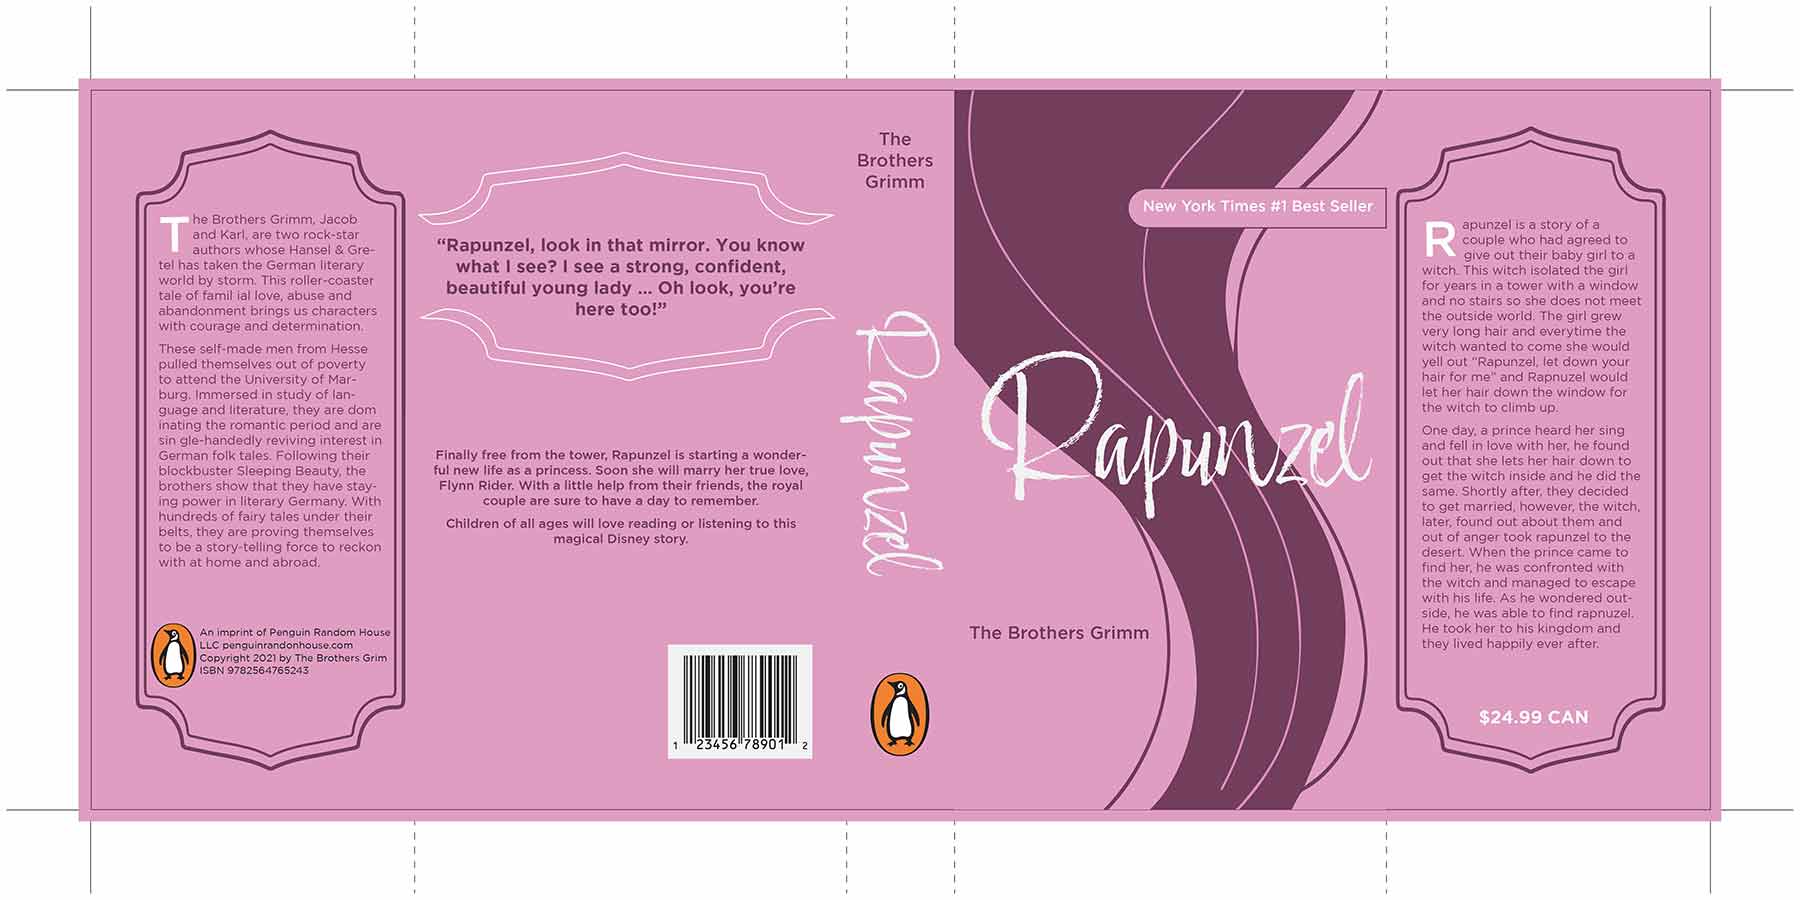 The Brothers Grimm, Jacob
and Karl, are two rock-star
authors whose Hansel & Gre-
tel has taken the German literary
world by storm. This roller-coaster
tale of famil ial love, abuse and
abandonment brings us characters
with courage and determination.
These self-made men from Hesse
pulled themselves out of poverty
to attend the University of Mar-
burg. Immersed in study of lan-
guage and literature, they are dom
inating the romantic period and are
sin gle-handedly reviving interest in
German folk tales. Following their
blockbuster Sleeping Beauty, the
brothers show that they have stay-
ing power in literary Germany. With
hundreds of fairy tales under their
belts, they are proving themselves
to be a story-telling force to reckon
with at home and abroad.
An imprint of Penguin Random House
LLC penguinrandonhouse.com
Copyright 2021 by The Brothers Grim
ISBN 9782564765243
“Rapunzel, look in that mirror. You know
what I see? I see a strong, confident,
beautiful young lady ... Oh look, you’re
here too!”
Finally free from the tower, Rapunzel is starting a wonder-
ful new life as a princess. Soon she will marry her true love,
Flynn Rider. With a little help from their friends, the royal
couple are sure to have a day to remember.
Children of all ages will love reading or listening to this
magical Disney story.
1 23456 78901 2
The
Brothers
Grimm
Rapunzel
New York Times #1 Best Seller
Rapunzel
The Brothers Grimm
Rapunzel is a story of a
couple who had agreed to
give out their baby girl to a
witch. This witch isolated the girl
for years in a tower with a window
and no stairs so she does not meet
the outside world. The girl grew
very long hair and everytime the
witch wanted to come she would
yell out “Rapunzel, let down your
hair for me” and Rapnuzel would
let her hair down the window for
the witch to climb up.
One day, a prince heard her sing
and fell in love with her, he found
out that she lets her hair down to
get the witch inside and he did the
same. Shortly after, they decided
to get married, however, the witch,
later, found out about them and
out of anger took rapunzel to the
desert. When the prince came to
find her, he was confronted with
the witch and managed to escape
with his life. As he wondered out-
side, he was able to find rapnuzel.
He took her to his kingdom and
they lived happily ever after.
$24.99 CAN